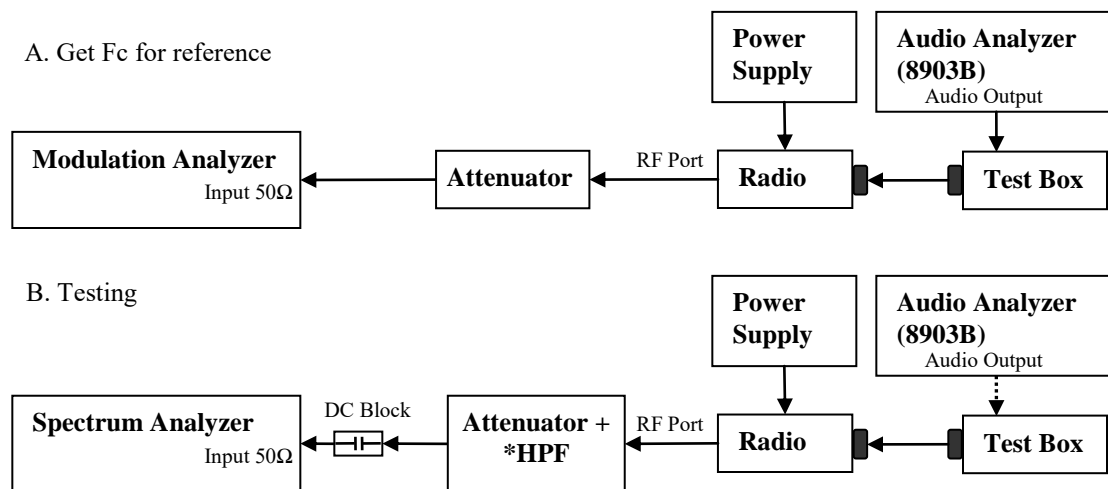 A. Get Fc for reference
Power
Supply
Audio Analyzer
(8903B)
Audio Output
Modulation Analyzer
Input 50Ω
Attenuator
RF Port
Radio
Test Box
B. Testing
Power
Supply
Audio Analyzer
(8903B)
Audio Output
Spectrum Analyzer
Input 50Ω
DC Block
Attenuator +
*HPF
RF Port
Radio
Test Box